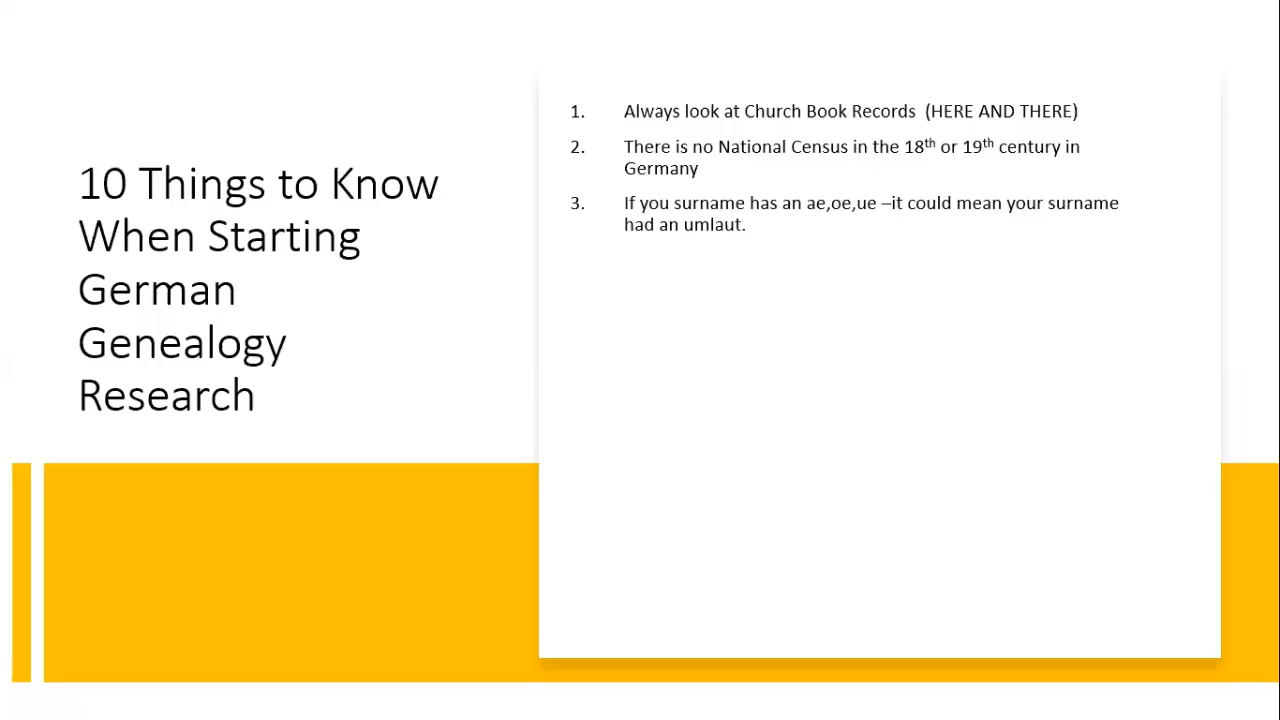 10 Things to Know
When Starting
German
Genealogy
Research
1. Always look at Church Book Records (HERE AND THERE)
2. There is no National Census in the 18th or 19th century in
Germany
3. If you surname has an ae,oe,ue –it could mean your surname
had an umlaut.